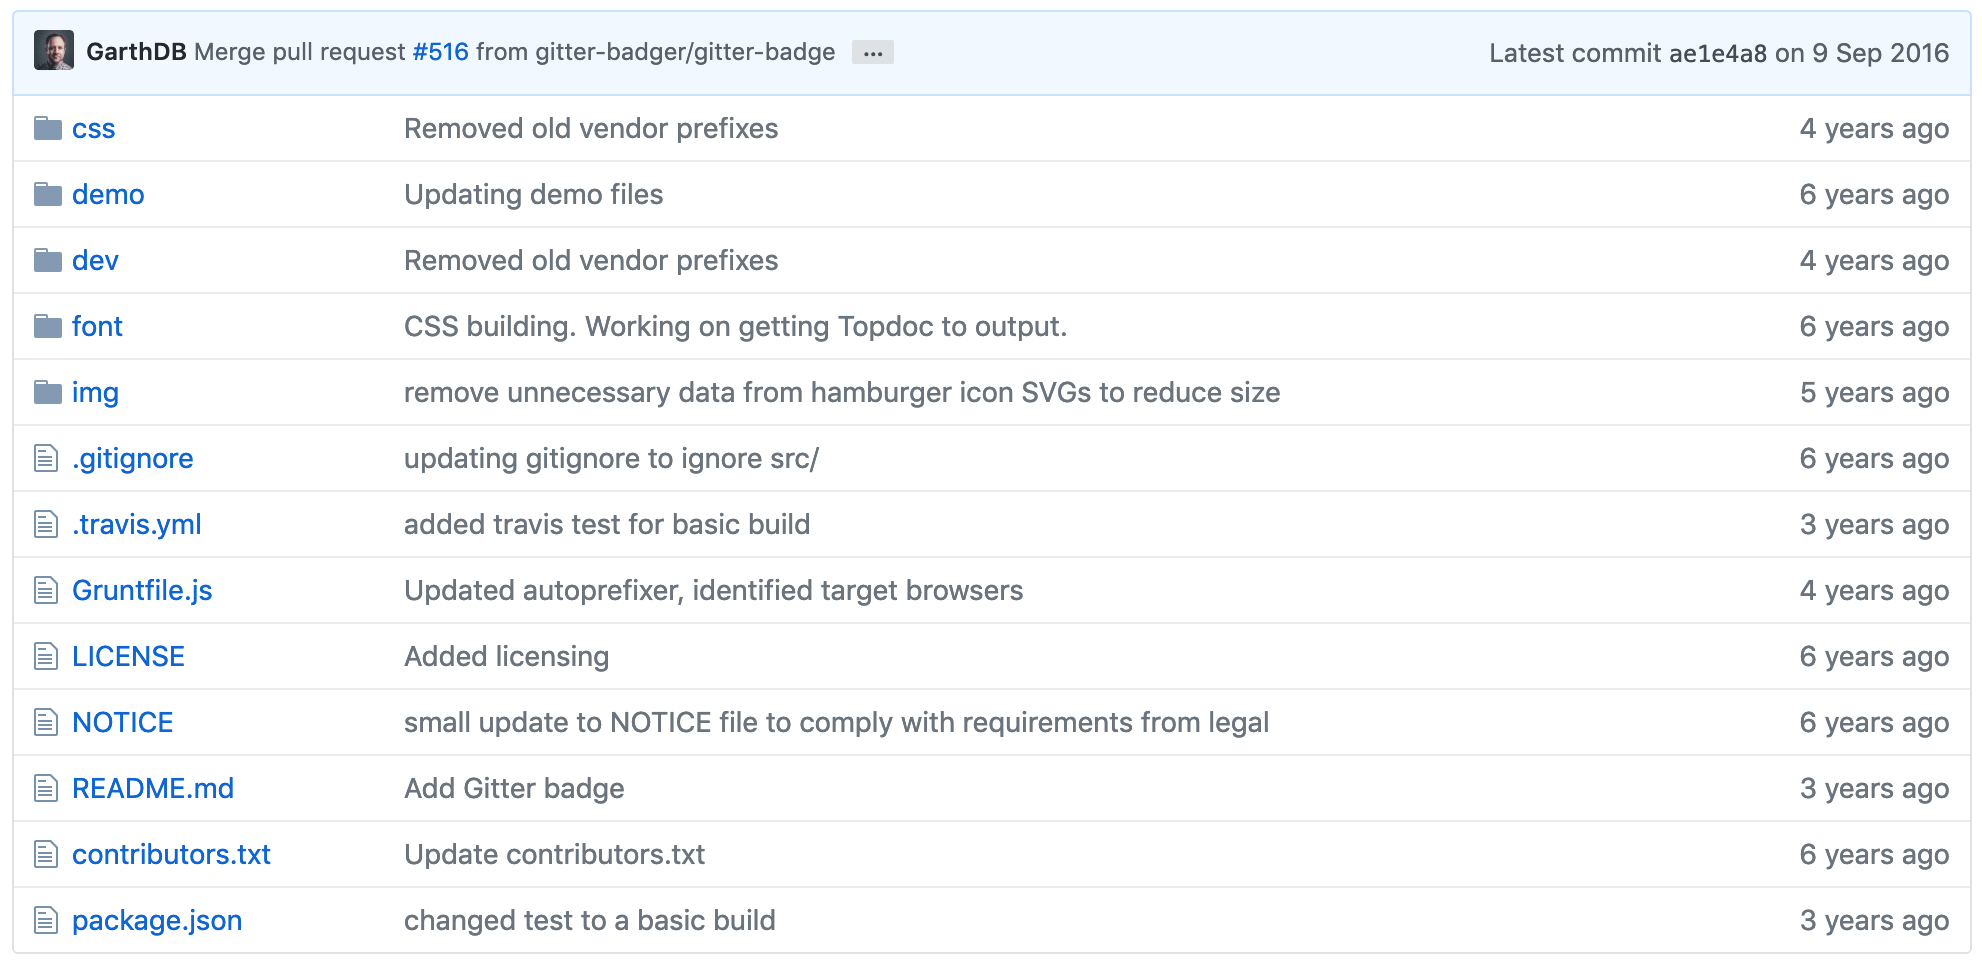 GarthDB Merge pull request #516 from gitter-badger/gitter-badge ... Latest commit ae1e4a8 on 9 Sep 2016
css Removed old vendor prefixes 4 years ago
demo Updating demo files 6 years ago
dev Removed old vendor prefixes 4 years ago
font CSS building. Working on getting Topdoc to output. 6 years ago
img remove unnecessary data from hamburger icon SVGs to reduce size 5 years ago
.gitignore updating gitignore to ignore src/ 6 years ago
.travis.yml added travis test for basic build 3 years ago
Gruntfile.js Updated autoprefixer, identified target browsers 4 years ago
LICENSE Added licensing 6 years ago
NOTICE small update to NOTICE file to comply with requirements from legal 6 years ago
README.md Add Gitter badge 3 years ago
contributors.txt Update contributors.txt 6 years ago
package.json changed test to a basic build 3 years ago